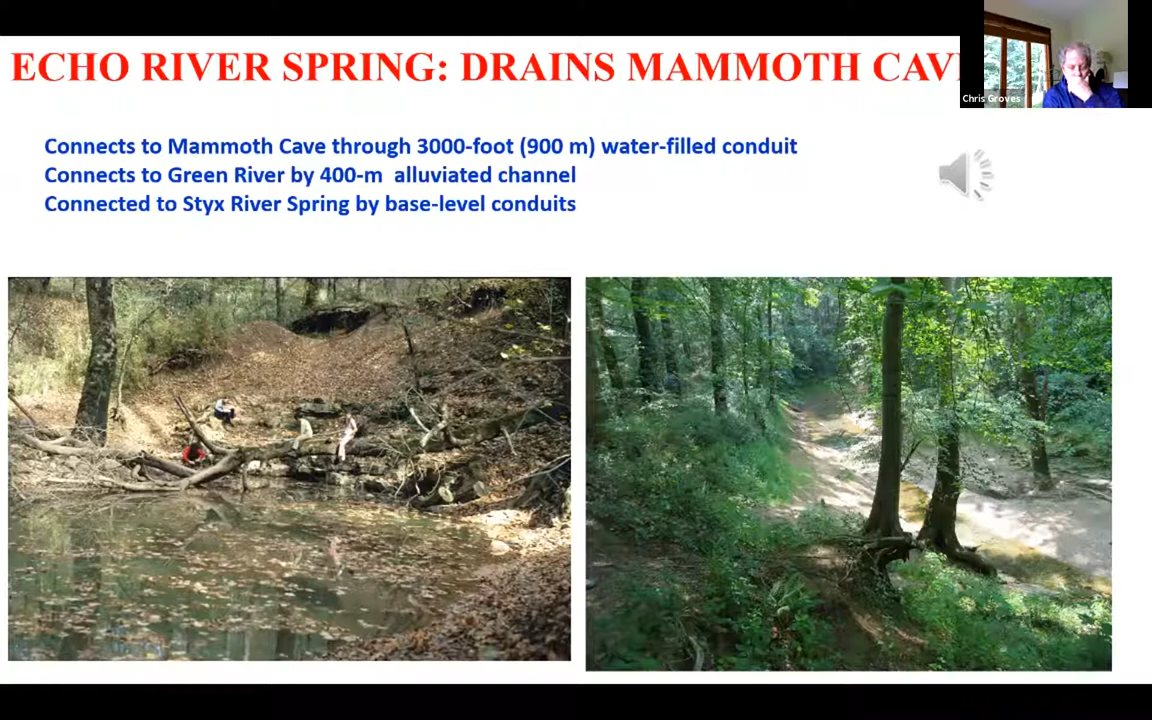 ECHO RIVER SPRING: DRAINS MAMMOTH CAV
Chris Groves
Connects to Mammoth Cave through 3000-foot (900 m) water-filled conduit
Connects to Green River by 400-m alluviated channel
Connected to Styx River Spring by base-level conduits